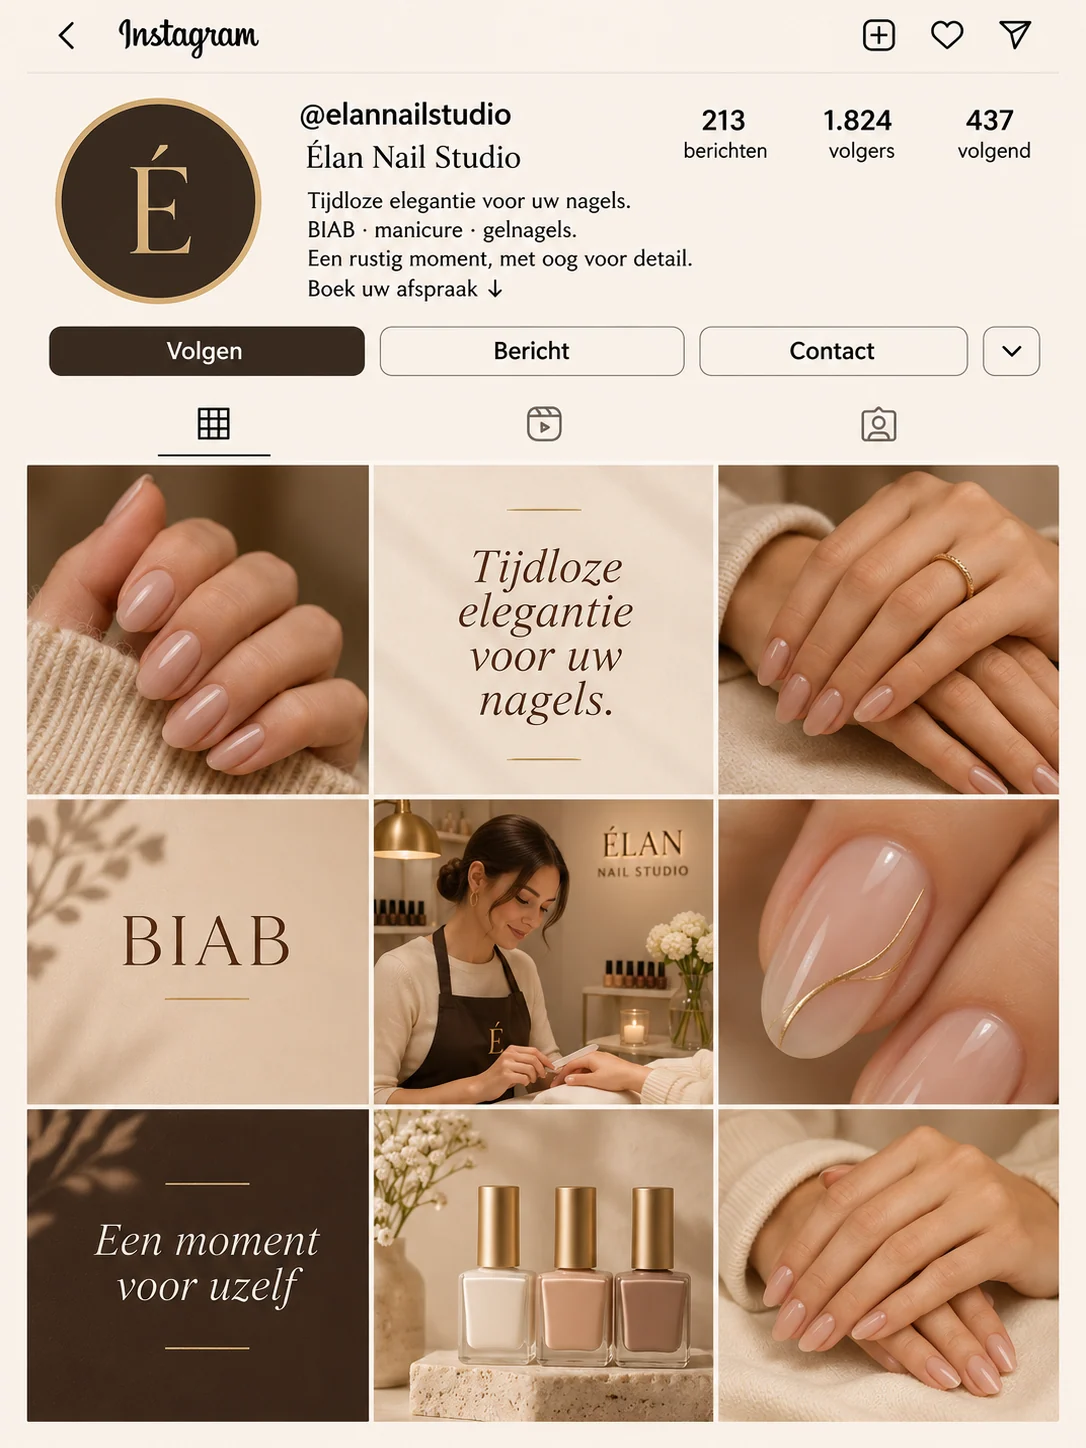 Instagram
@elannailstudio
Élan Nail Studio
213
berichten
1.824
volgers
437
volgend
Tijdloze elegantie voor uw nagels.
BIAB · manicure · gelnagels.
Een rustig moment, met oog voor detail.
Boek uw afspraak ↓
É
Volgen
Bericht
Contact
Tijdloze
elegantie
voor uw
nagels.
BIAB
ÉLAN
NAIL STUDIO
É
Een moment
voor uzelf